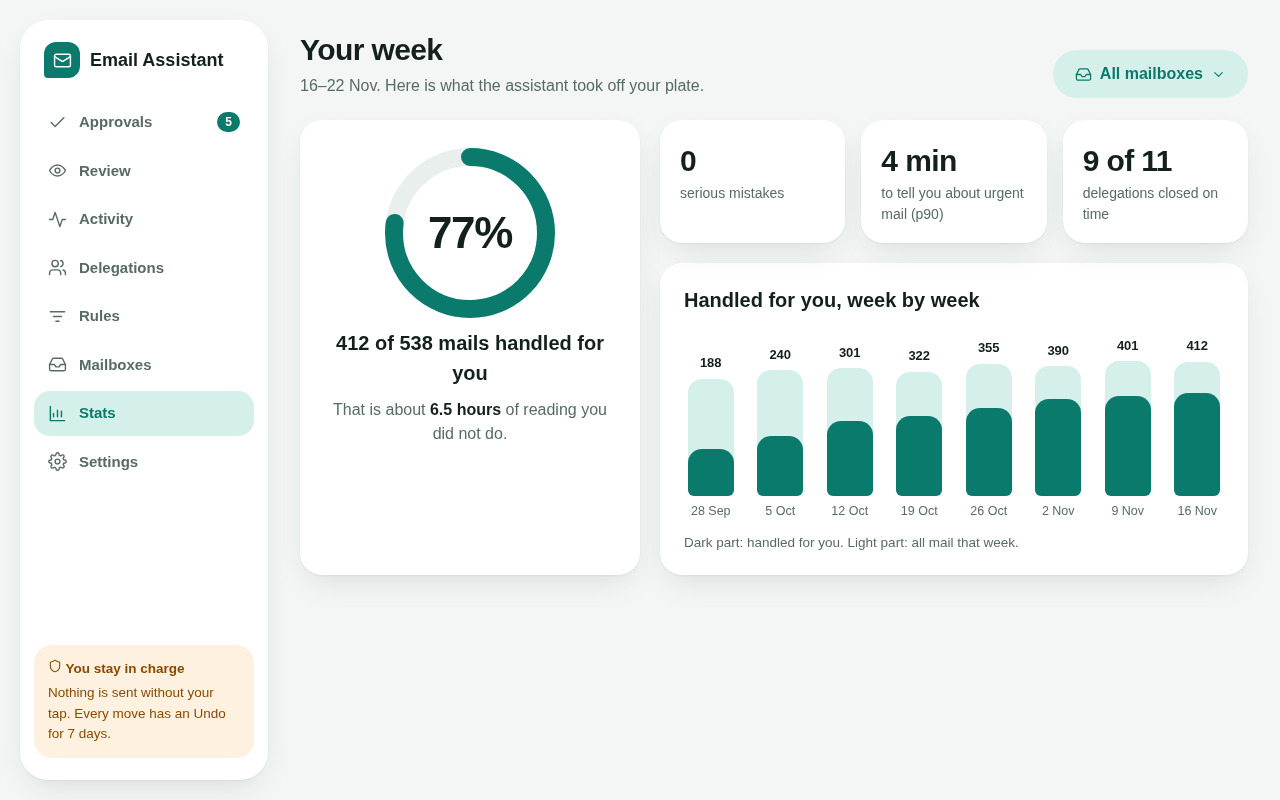 Email Assistant
Approvals 5
Review
Activity
Delegations
Rules
Mailboxes
Stats
Settings
You stay in charge
Nothing is sent without your
tap. Every move has an Undo
for 7 days.
Your week
16–22 Nov. Here is what the assistant took off your plate.
All mailboxes
77%
412 of 538 mails handled for
you
That is about 6.5 hours of reading you
did not do.
0
serious mistakes
4 min
to tell you about urgent
mail (p90)
9 of 11
delegations closed on
time
Handled for you, week by week
188 240 301 322 355 390 401 412
28 Sep 5 Oct 12 Oct 19 Oct 26 Oct 2 Nov 9 Nov 16 Nov
Dark part: handled for you. Light part: all mail that week.